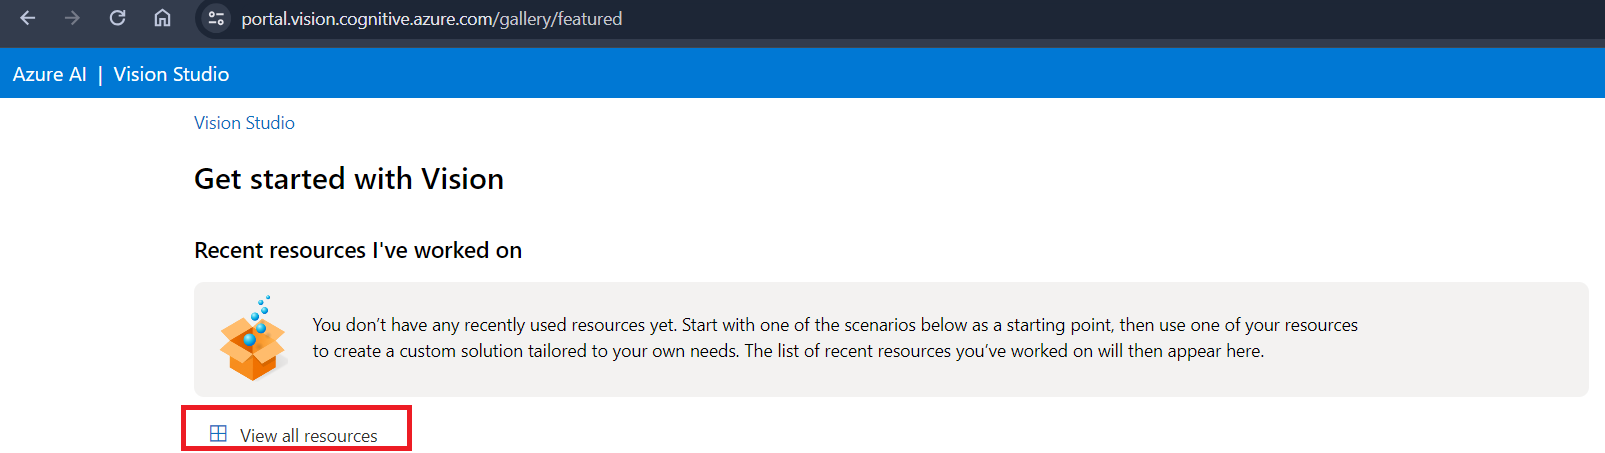 portal.vision.cognitive.azure.com/gallery/featured
Azure AI | Vision Studio
Vision Studio
Get started with Vision
Recent resources I've worked on
You don’t have any recently used resources yet. Start with one of the scenarios below as a starting point, then use one of your resources
to create a custom solution tailored to your own needs. The list of recent resources you’ve worked on will then appear here.
View all resources